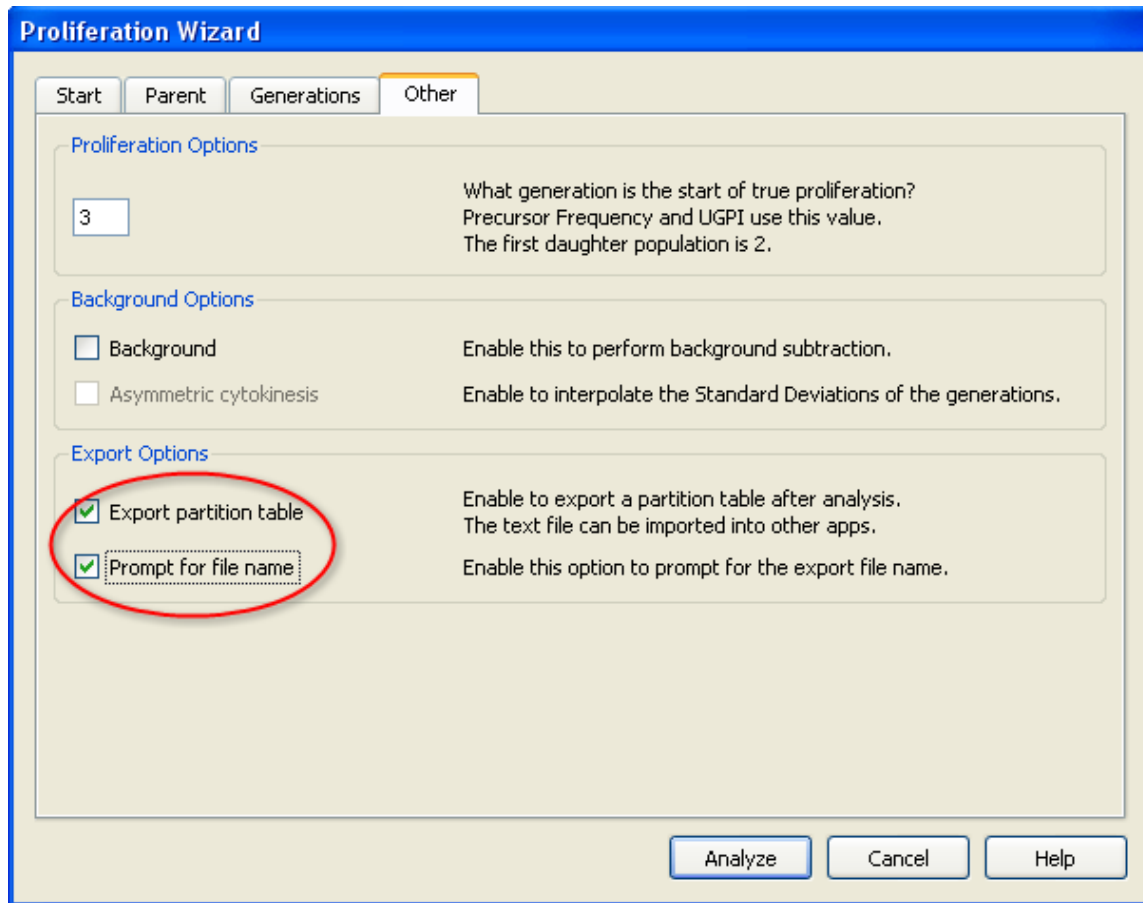 Proliferation Wizard
Start
Parent
Generations
Other
Proliferation Options
3
What generation is the start of true proliferation?
Precursor Frequency and UGPI use this value.
The first daughter population is 2.
Background Options
Background
Enable this to perform background subtraction.
Asymmetric cytokinesis
Enable to interpolate the Standard Deviations of the generations.
Export Options
Export partition table
Enable to export a partition table after analysis.
The text file can be imported into other apps.
Prompt for file name
Enable this option to prompt for the export file name.
Analyze
Cancel
Help